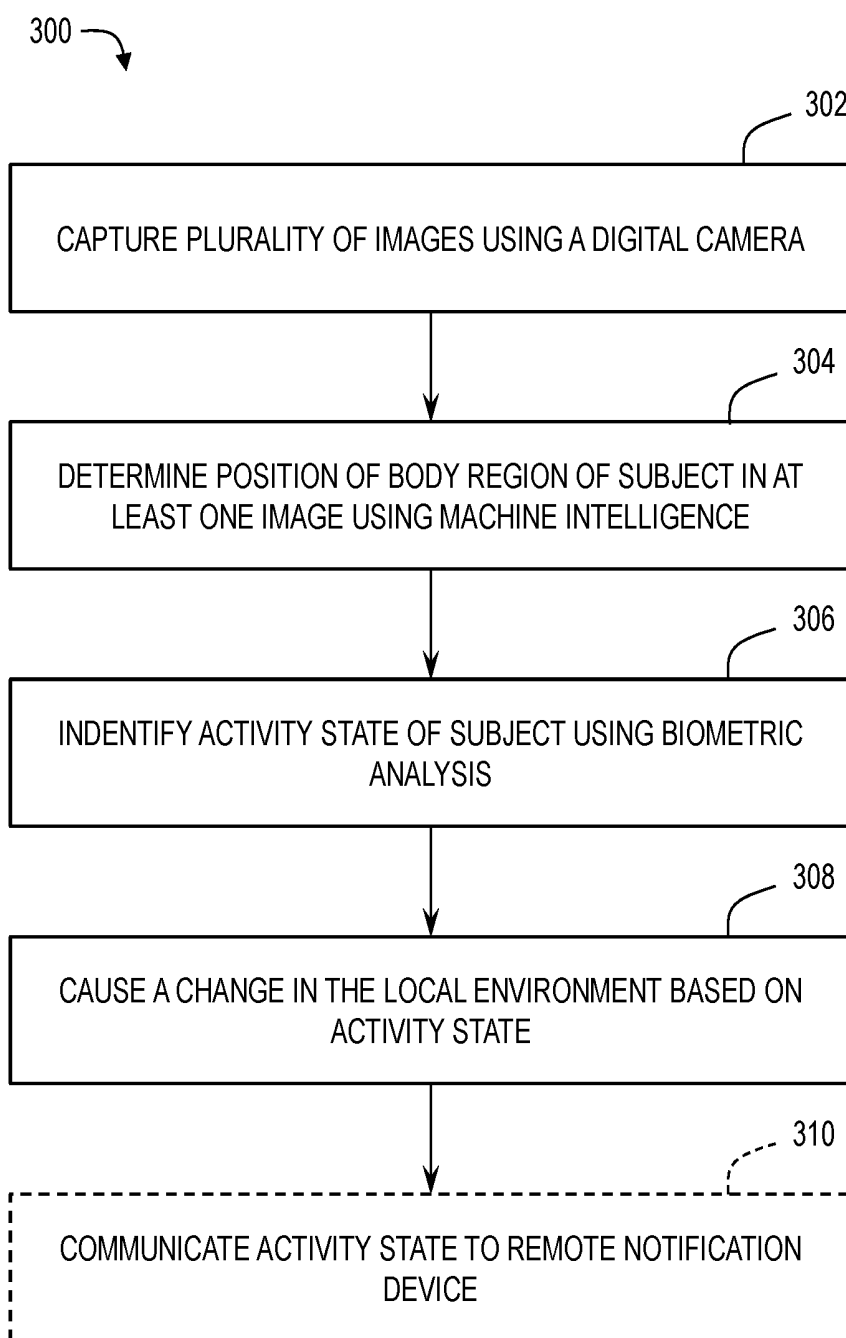 300
302
CAPTURE PLURALITY OF IMAGES USING A DIGITAL CAMERA
304
DETERMINE POSITION OF BODY REGION OF SUBJECT IN AT
LEAST ONE IMAGE USING MACHINE INTELLIGENCE
306
INDENTIFY ACTIVITY STATE OF SUBJECT USING BIOMETRIC
ANALYSIS
308
CAUSE A CHANGE IN THE LOCAL ENVIRONMENT BASED ON
ACTIVITY STATE
310
COMMUNICATE ACTIVITY STATE TO REMOTE NOTIFICATION
DEVICE